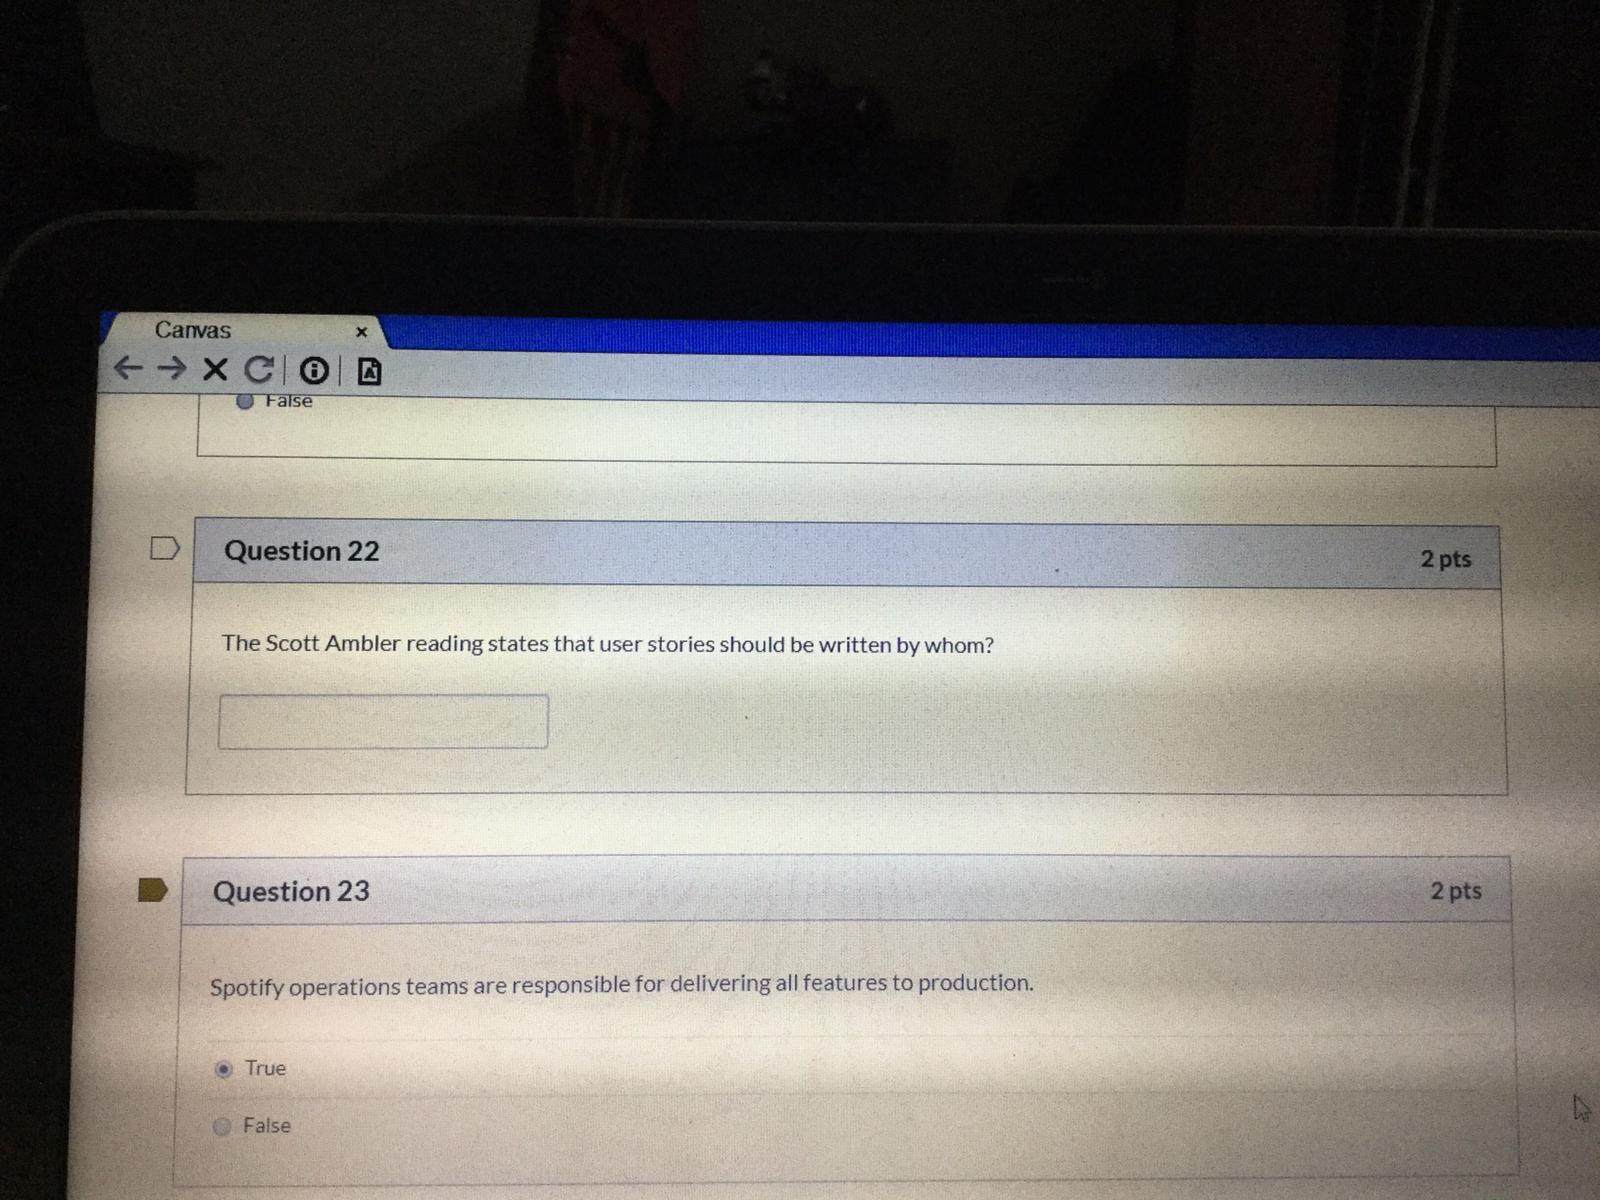 Canvas
False
Question 22
2 pts
The Scott Ambler reading states that user stories should be written by whom?
Question 23
2 pts
Spotify operations teams are responsible for delivering all features to production.
True
False